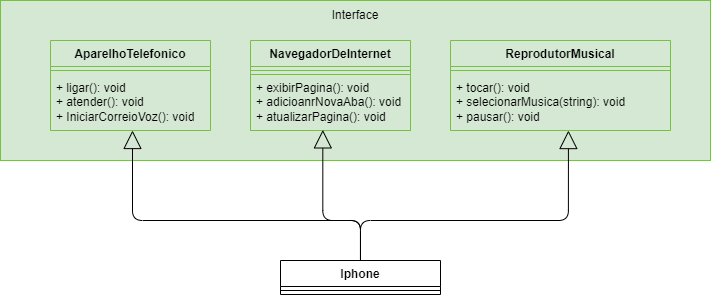 Interface
AparelhoTelefonico
+ ligar(): void
+ atender(): void
+ IniciarCorreioVoz(): void
NavegadorDeInternet
+ exibirPagina(): void
+ adicioanrNovaAba(): void
+ atualizarPagina(): void
ReprodutorMusical
+ tocar(): void
+ selecionarMusica(string): void
+ pausar(): void
Iphone